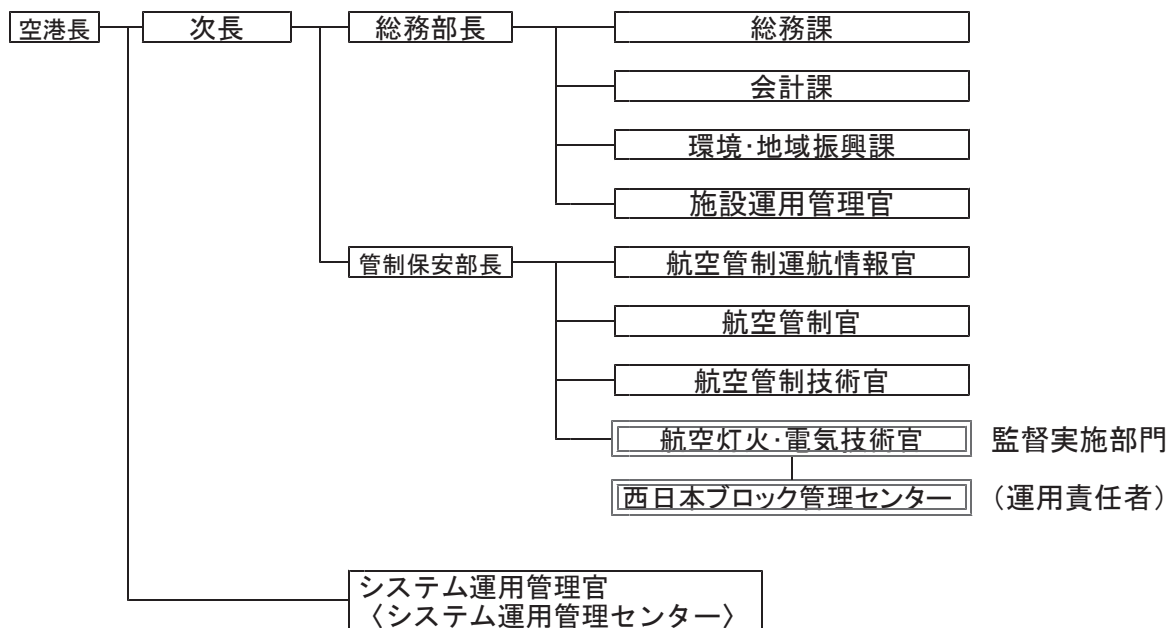 空港長
次長
総務部長
総務課
会計課
環境･地域振興課
施設運用管理官
管制保安部長
航空管制運航情報官
航空管制官
航空管制技術官
航空灯火･電気技術官
監督実施部門
西日本ブロック管理センター
（運用責任者）
システム運用管理官
〈システム運用管理センター〉